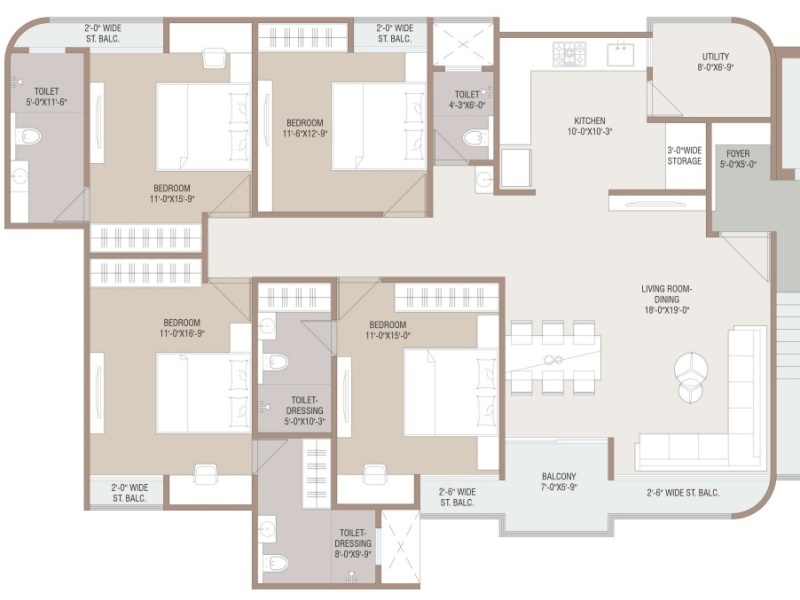 2'-0" WIDE
ST. BALC.
2'-0" WIDE
ST. BALC.
UTILITY
8'-0"X6'-9"
TOILET
5'-0"X11'-6"
TOILET
4'-3"X6'-0"
BEDROOM
11'-6"X12'-9"
KITCHEN
10'-0"X10'-3"
3'-0"WIDE
STORAGE
FOYER
5'-0"X5'-0"
BEDROOM
11'-0"X15'-9"
LIVING ROOM-
DINING
18'-0"X19'-0"
BEDROOM
11'-0"X16'-9"
BEDROOM
11'-0"X15'-0"
TOILET-
DRESSING
5'-0"X10'-3"
2'-0" WIDE
ST. BALC.
2'-6" WIDE
ST. BALC.
BALCONY
7'-0"X5'-9"
2'-6" WIDE ST. BALC.
TOILET-
DRESSING
8'-0"X9'-9"